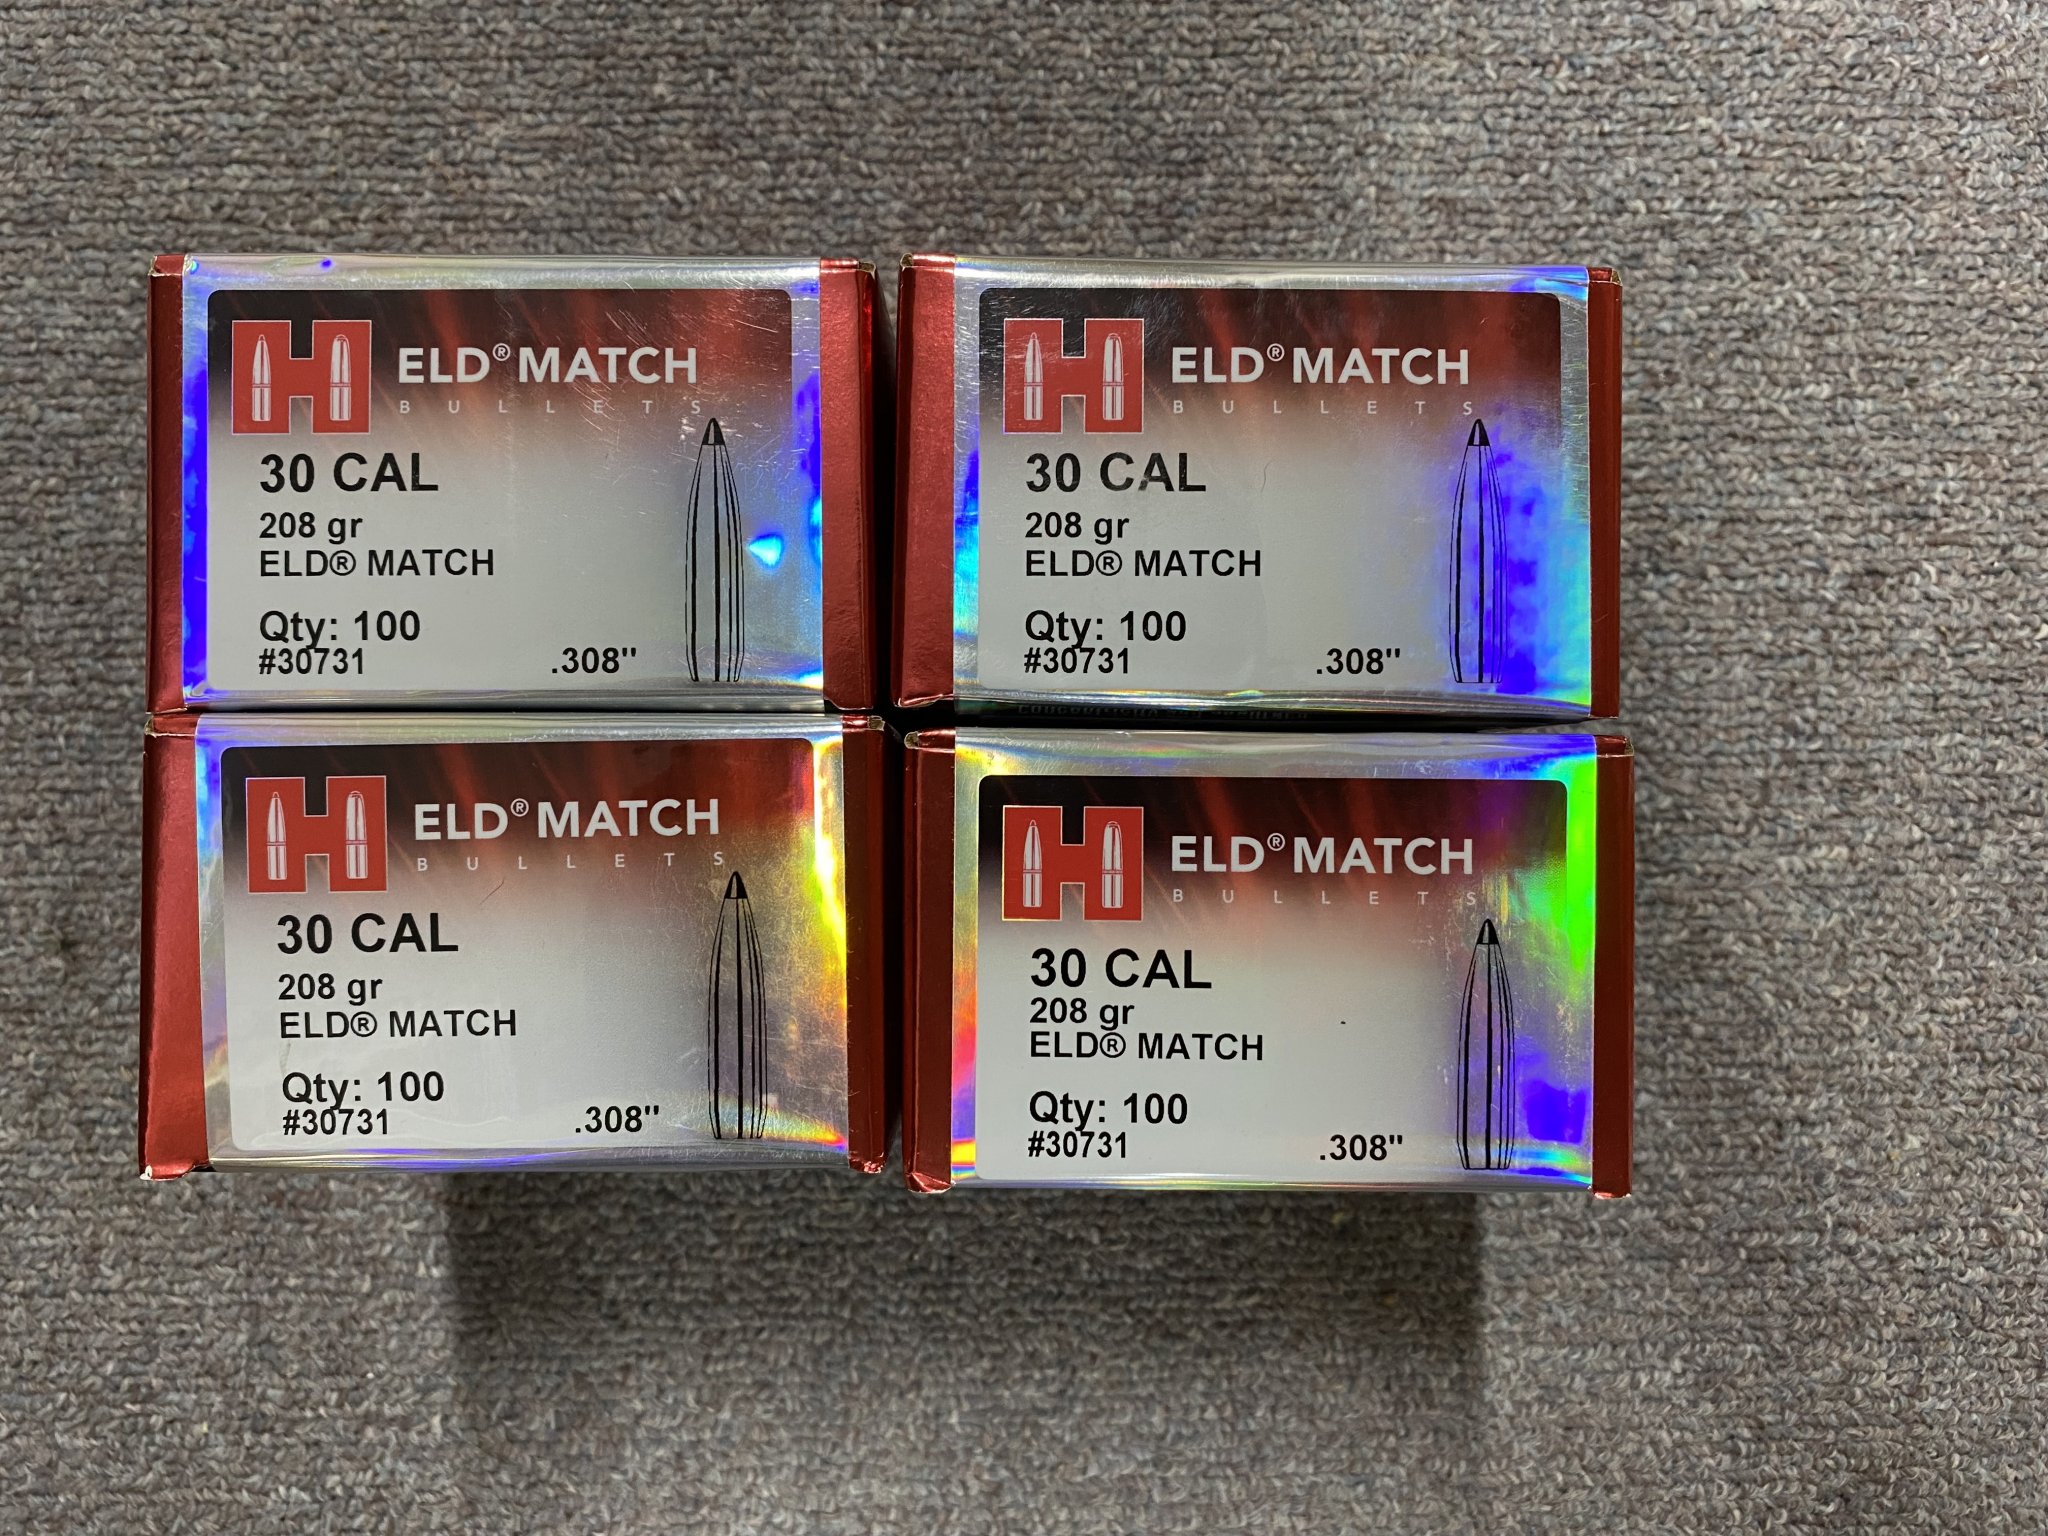 ELD® MATCH
BULLETS
30 CAL
208 gr
ELD® MATCH
Qty: 100
#30731
.308"
ELD® MATCH
BULLETS
30 CAL
208 gr
ELD® MATCH
Qty: 100
#30731
.308"
ELD® MATCH
BULLETS
30 CAL
208 gr
ELD® MATCH
Qty: 100
#30731
.308"
ELD® MATCH
BULLETS
30 CAL
208 gr
ELD® MATCH
Qty: 100
#30731
.308"